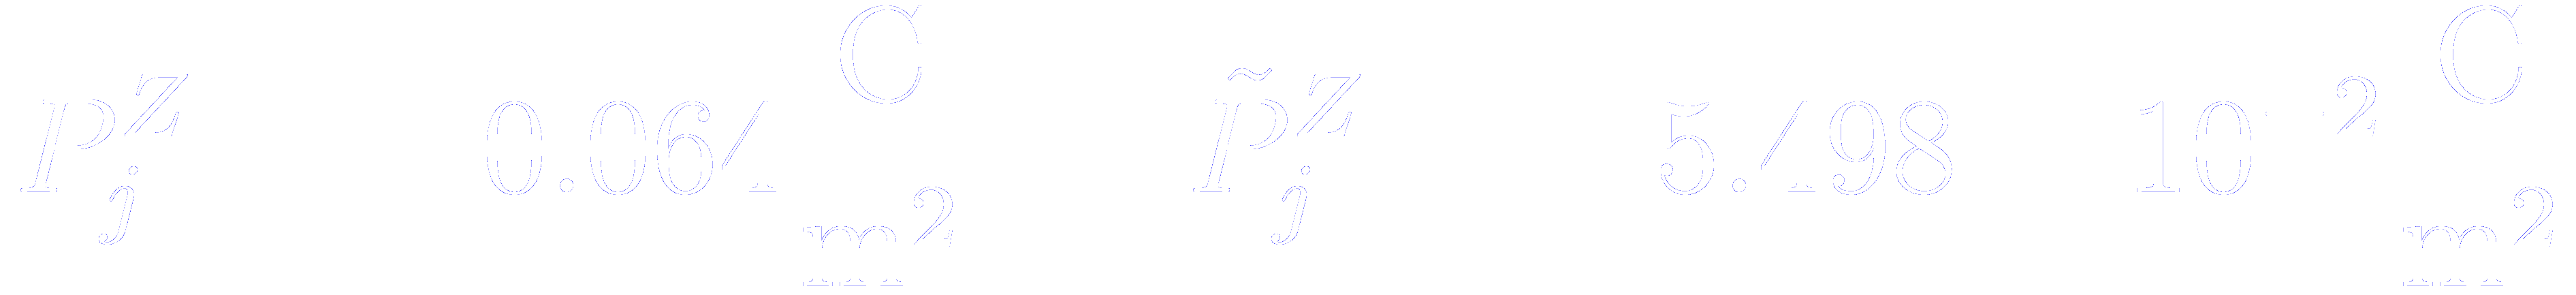 p_j^Z = 0.064 C/m^2   p̃_j^Z = 5.498 · 10^-2 C/m^2